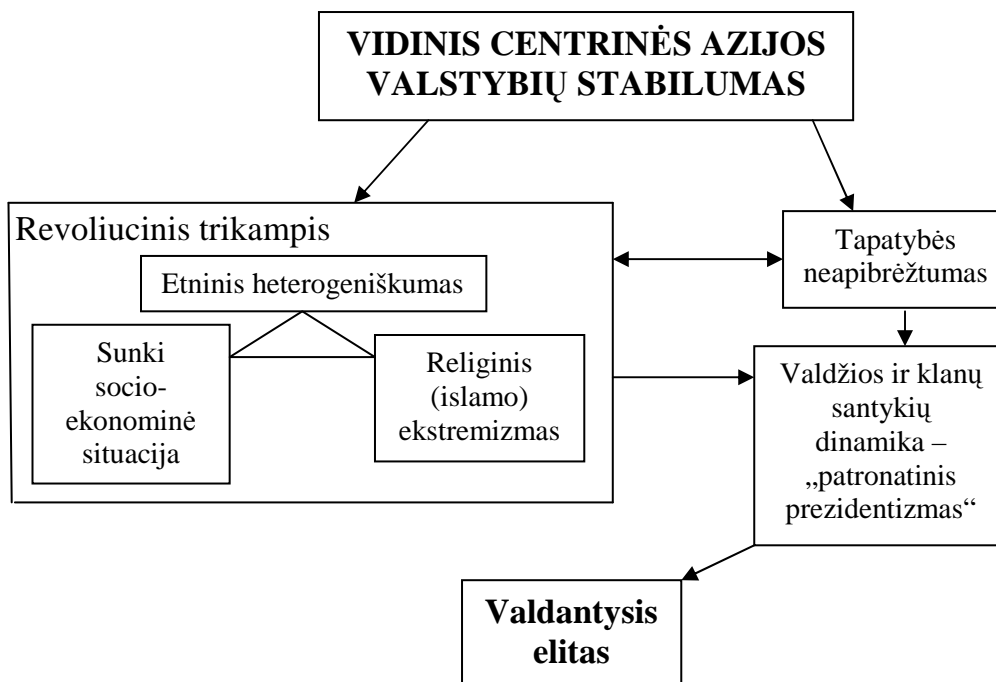 VIDINIS CENTRINĖS AZIJOS
VALSTYBIŲ STABILUMAS
Revoliucinis trikampis
Etninis heterogeniškumas
Sunki
socio-
ekonominė
situacija
Religinis
(islamo)
ekstremizmas
Tapatybės
neapibrėžtumas
Valdžios ir klanų
santykių
dinamika –
„patronatinis
prezidentizmas“
Valdantysis
elitas